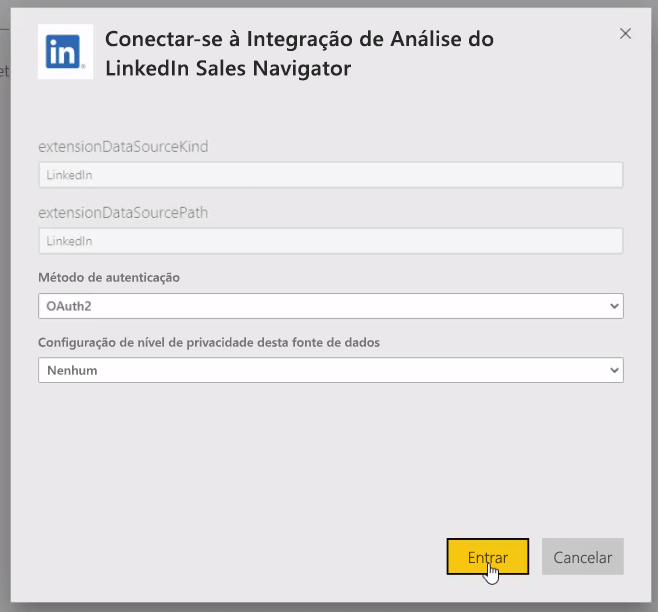 in
Conectar-se à Integração de Análise do
LinkedIn Sales Navigator
extensionDataSourceKind
LinkedIn
extensionDataSourcePath
LinkedIn
Método de autenticação
OAuth2
Configuração de nível de privacidade desta fonte de dados
Nenhum
Entrar
Cancelar